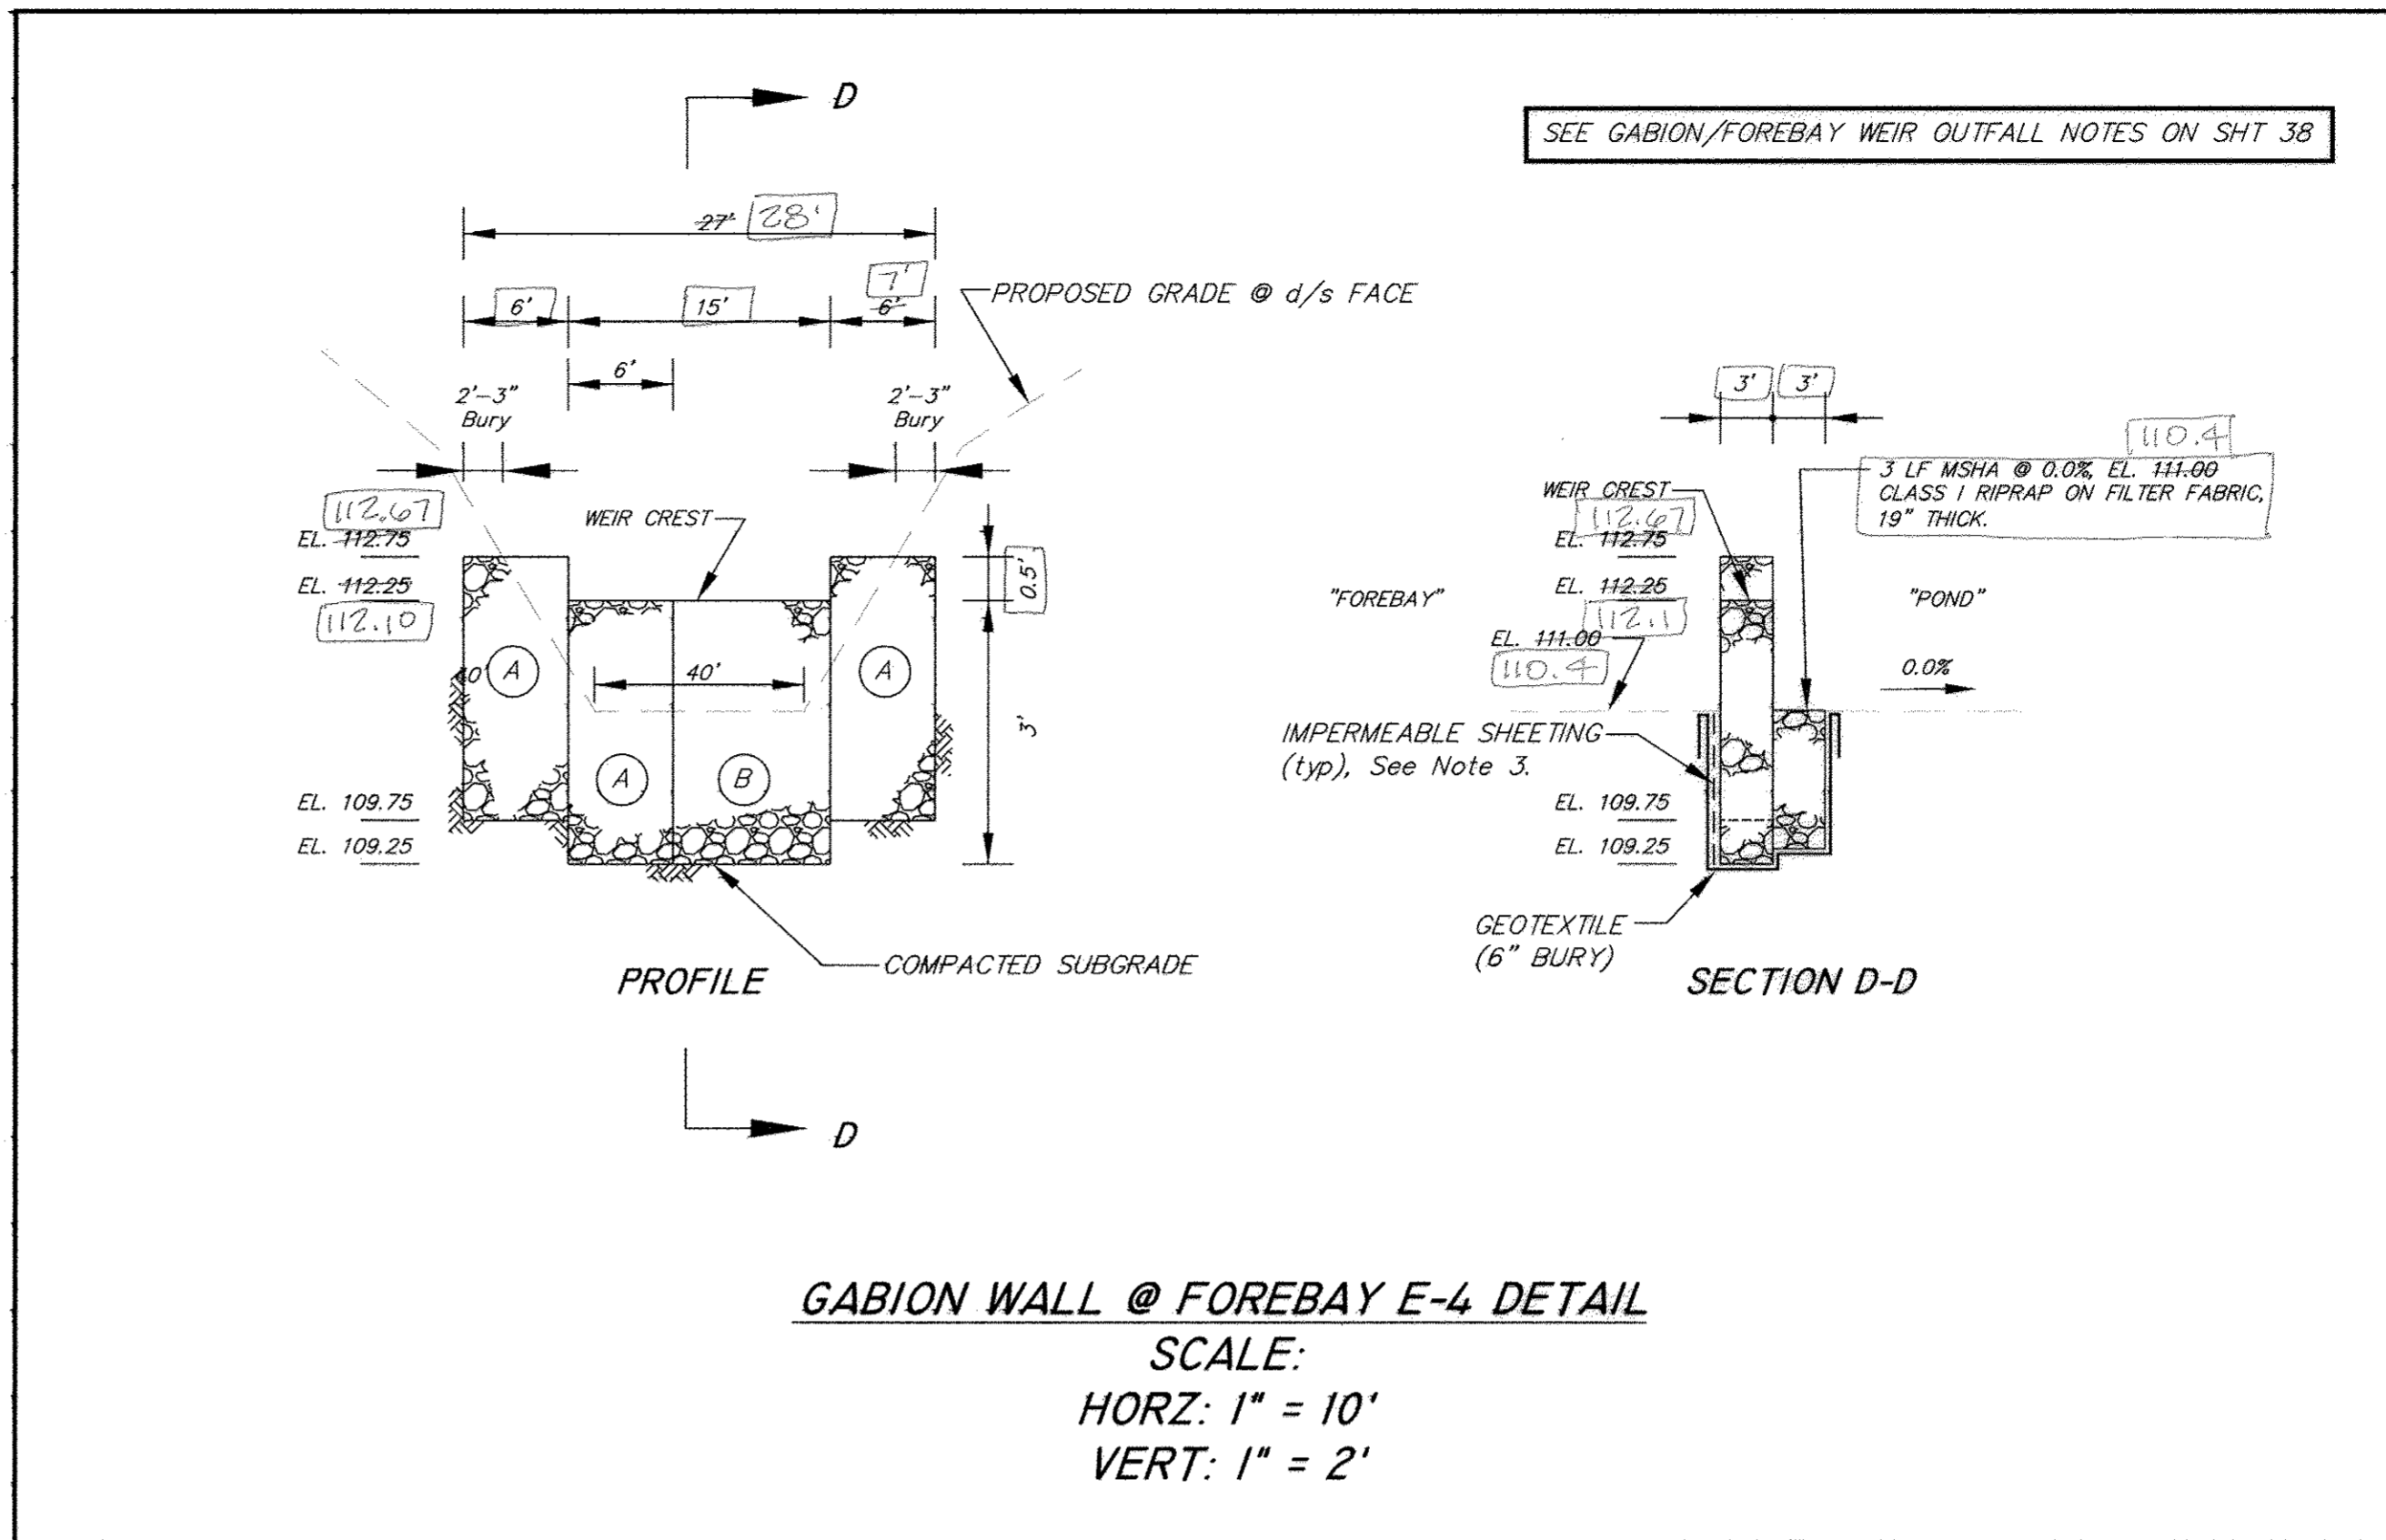 D
SEE GABION/FOREBAY WEIR OUTFALL NOTES ON SHT 38
27' 28'
6' 15' 7'
6'
PROPOSED GRADE @ d/s FACE
6'
2'-3"
Bury
2'-3"
Bury
112.67
EL. 112.75
EL. 112.25
112.10
WEIR CREST
0.5'
40'
A
40'
A
3'
A
B
EL. 109.75
EL. 109.25
COMPACTED SUBGRADE
PROFILE
D
3' 3'
110.4
3 LF MSHA @ 0.0%, EL. 111.00
CLASS I RIPRAP ON FILTER FABRIC,
19" THICK.
WEIR CREST
112.67
EL. 112.75
EL. 112.25
112.1
"FOREBAY"
"POND"
EL. 111.00
110.4
0.0%
IMPERMEABLE SHEETING
(typ), See Note 3.
EL. 109.75
EL. 109.25
GEOTEXTILE
(6" BURY)
SECTION D-D
GABION WALL @ FOREBAY E-4 DETAIL
SCALE:
HORZ: 1" = 10'
VERT: 1" = 2'